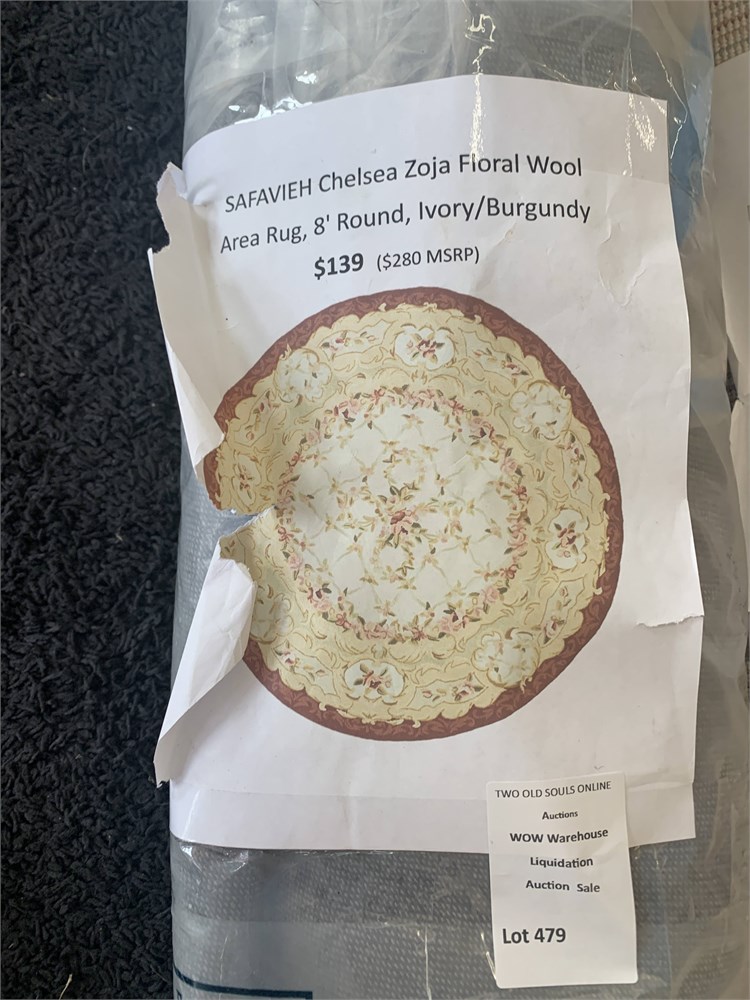 SAFAVIEH Chelsea Zoja Floral Wool
Area Rug, 8' Round, Ivory/Burgundy
$139 ($280 MSRP)
TWO OLD SOULS ONLINE
Auctions
WOW Warehouse
Liquidation
Auction Sale
Lot 479